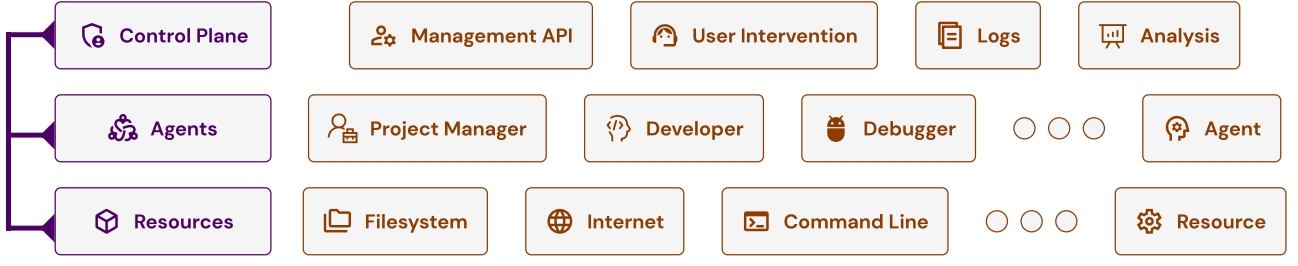 Control Plane
Management API
User Intervention
Logs
Analysis
Agents
Project Manager
Developer
Debugger
Agent
Resources
Filesystem
Internet
Command Line
Resource